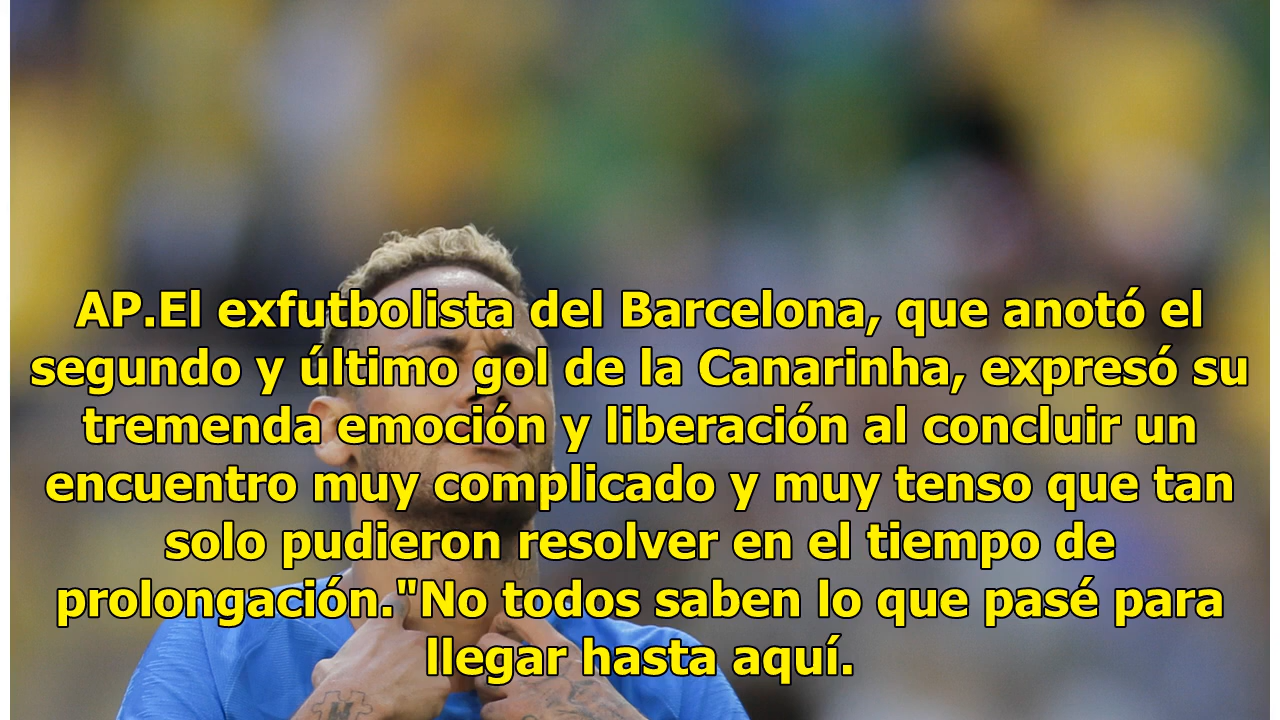 AP.El exfutbolista del Barcelona, que anotó el
segundo y último gol de la Canarinha, expresó su
tremenda emoción y liberación al concluir un
encuentro muy complicado y muy tenso que tan
solo pudieron resolver en el tiempo de
prolongación."No todos saben lo que pasé para
llegar hasta aquí.